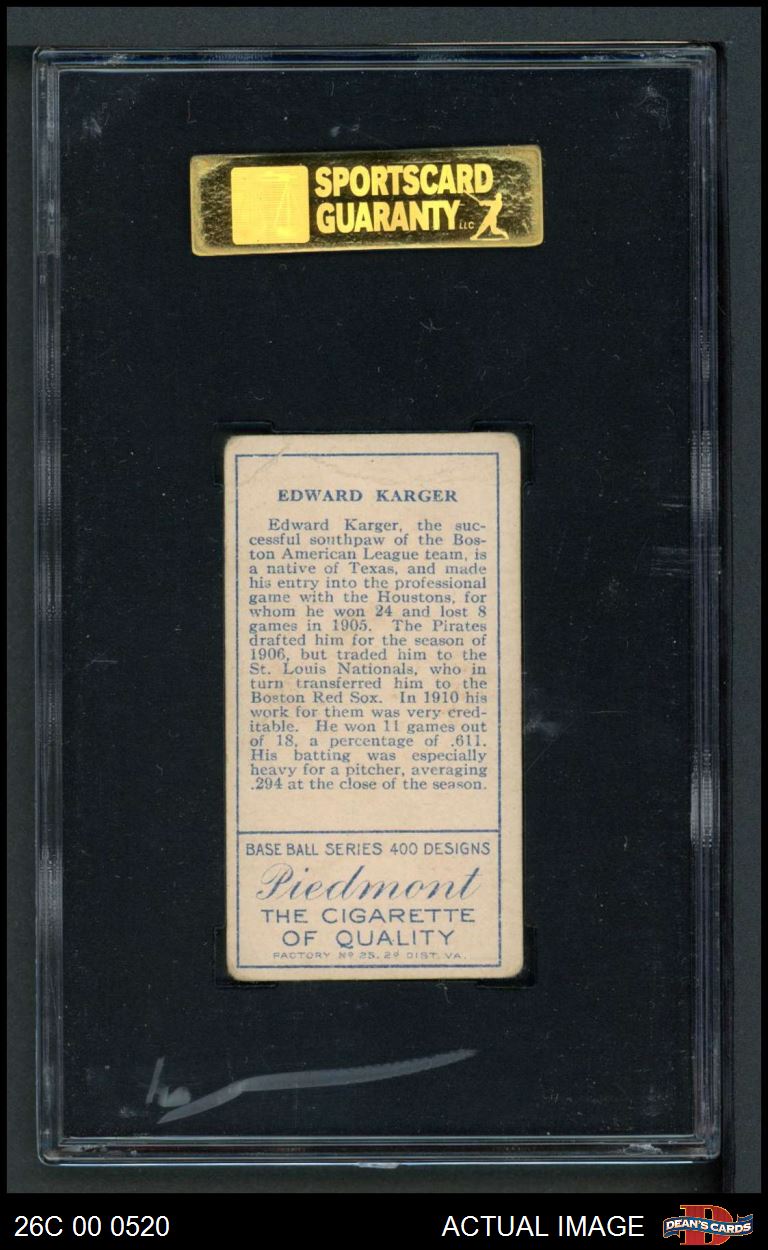 SPORTSCARD
GUARANTY LLC
EDWARD KARGER
Edward Karger, the suc-
cessful southpaw of the Bos-
ton American League team, is
a native of Texas, and made
his entry into the professional
game with the Houstons, for
whom he won 24 and lost 8
games in 1905. The Pirates
drafted him for the season of
1906, but traded him to the
St. Louis Nationals, who in
turn transferred him to the
Boston Red Sox. In 1910 his
work for them was very cred-
itable. He won 11 games out
of 18, a percentage of .611.
His batting was especially
heavy for a pitcher, averaging
.294 at the close of the season.
BASE BALL SERIES 400 DESIGNS
Piedmont
THE CIGARETTE
OF QUALITY
FACTORY Nº 25, 2ᴰ DIST. VA.
26C 00 0520
ACTUAL IMAGE
DEAN'S CARDS